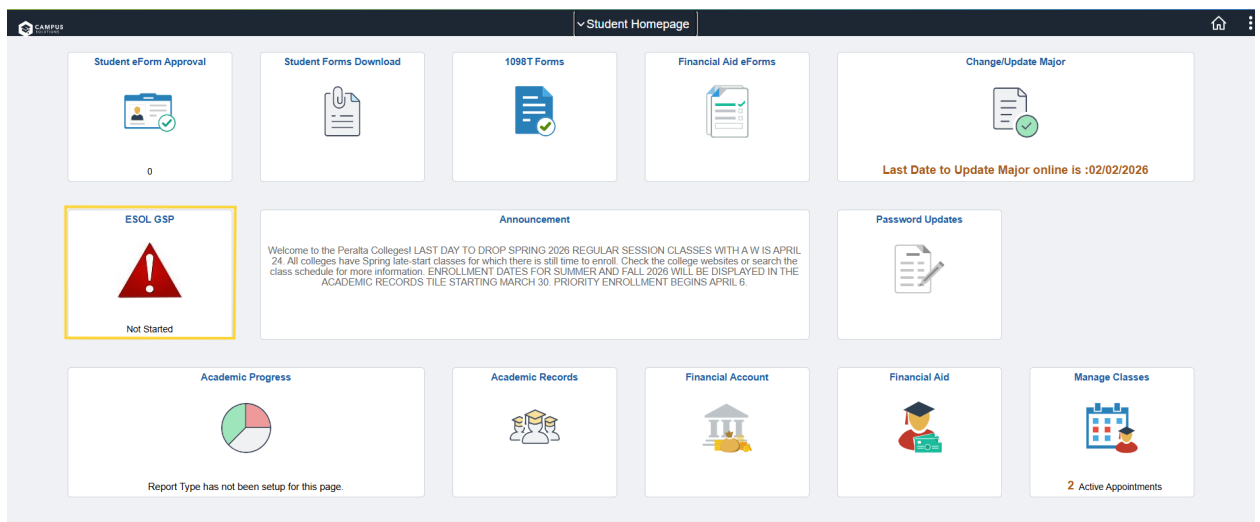 CAMPUS
SOLUTIONS
Student Homepage
Student eForm Approval
0
Student Forms Download
1098T Forms
Financial Aid eForms
Change/Update Major
Last Date to Update Major online is :02/02/2026
ESOL GSP
Not Started
Announcement
Welcome to the Peralta Colleges! LAST DAY TO DROP SPRING 2026 REGULAR SESSION CLASSES WITH A W IS APRIL
24. All colleges have Spring late-start classes for which there is still time to enroll. Check the college websites or search the
class schedule for more information. ENROLLMENT DATES FOR SUMMER AND FALL 2026 WILL BE DISPLAYED IN THE
ACADEMIC RECORDS TILE STARTING MARCH 30. PRIORITY ENROLLMENT BEGINS APRIL 6.
Password Updates
Academic Progress
Report Type has not been setup for this page.
Academic Records
Financial Account
Financial Aid
Manage Classes
2 Active Appointments